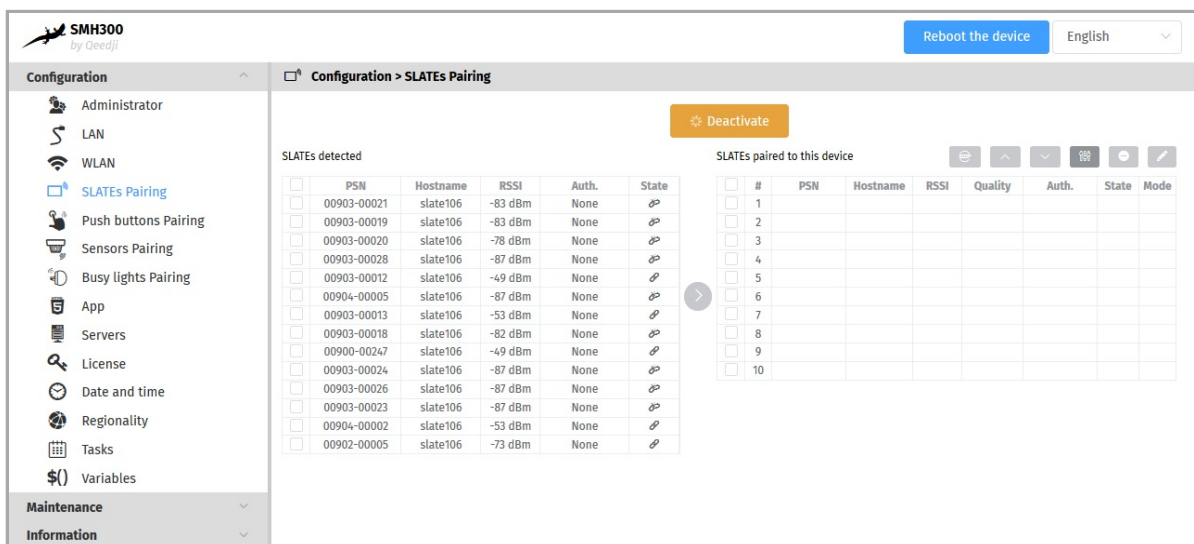 SMH300
by Qeedji
Reboot the device
English
Configuration
Administrator
LAN
WLAN
SLATEs Pairing
Push buttons Pairing
Sensors Pairing
Busy lights Pairing
App
Servers
License
Date and time
Regionality
Tasks
$() Variables
Maintenance
Information
Configuration > SLATEs Pairing
Deactivate
SLATEs detected
PSN Hostname RSSI Auth. State
00903-00021 slate106 -83 dBm None
00903-00019 slate106 -83 dBm None
00903-00020 slate106 -78 dBm None
00903-00028 slate106 -87 dBm None
00903-00012 slate106 -49 dBm None
00904-00005 slate106 -87 dBm None
00903-00013 slate106 -53 dBm None
00903-00018 slate106 -82 dBm None
00900-00247 slate106 -49 dBm None
00903-00024 slate106 -87 dBm None
00903-00026 slate106 -87 dBm None
00903-00023 slate106 -87 dBm None
00904-00002 slate106 -53 dBm None
00902-00005 slate106 -73 dBm None
SLATEs paired to this device
# PSN Hostname RSSI Quality Auth. State Mode
1
2
3
4
5
6
7
8
9
10